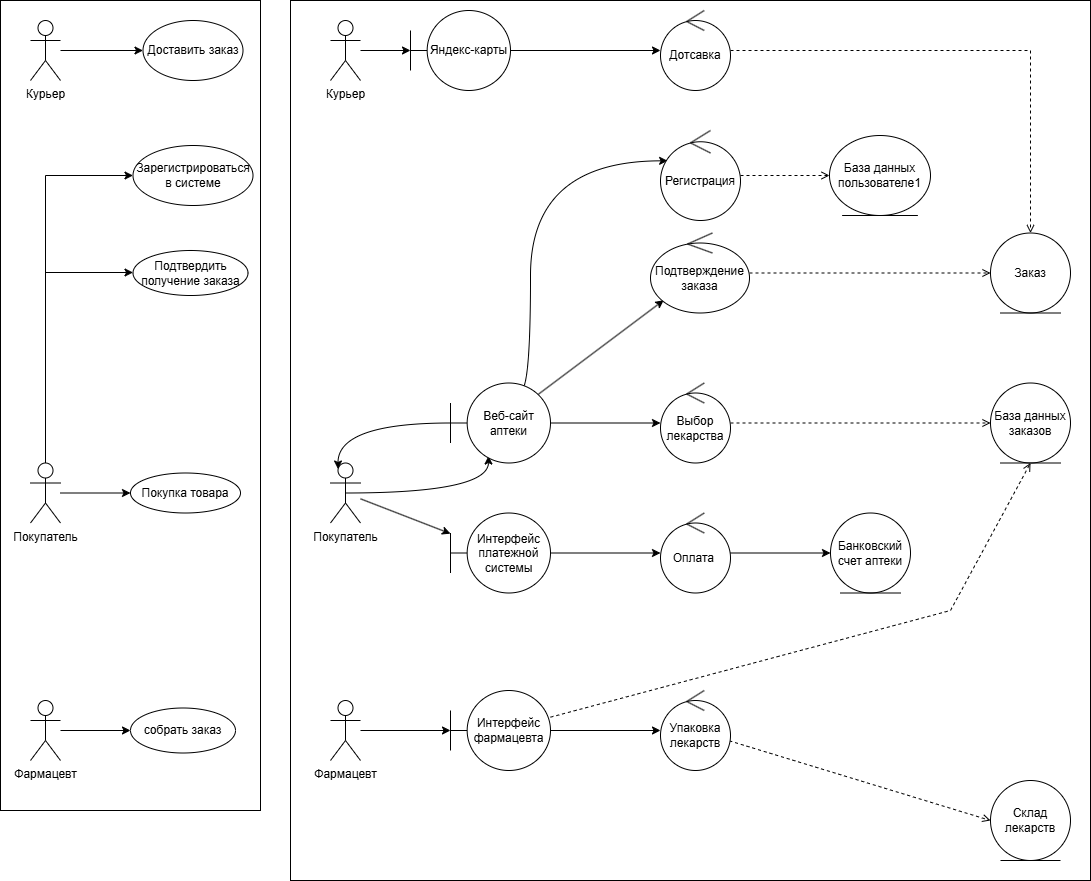 Доставить заказ
Курьер
Зарегистрироваться
в системе
Подтвердить
получение заказа
Покупка товара
Покупатель
собрать заказ
Фармацевт
Яндекс-карты
Дотсавка
Курьер
Регистрация
База данных
пользователе1
Подтверждение
заказа
Заказ
Веб-сайт
аптеки
Выбор
лекарства
База данных
заказов
Покупатель
Интерфейс
платежной
системы
Оплата
Банковский
счет аптеки
Интерфейс
фармацевта
Упаковка
лекарств
Фармацевт
Склад
лекарств